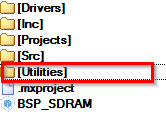 [Drivers]
[Inc]
[Projects]
[Src]
[Utilities]
.mxproject
BSP_SDRAM